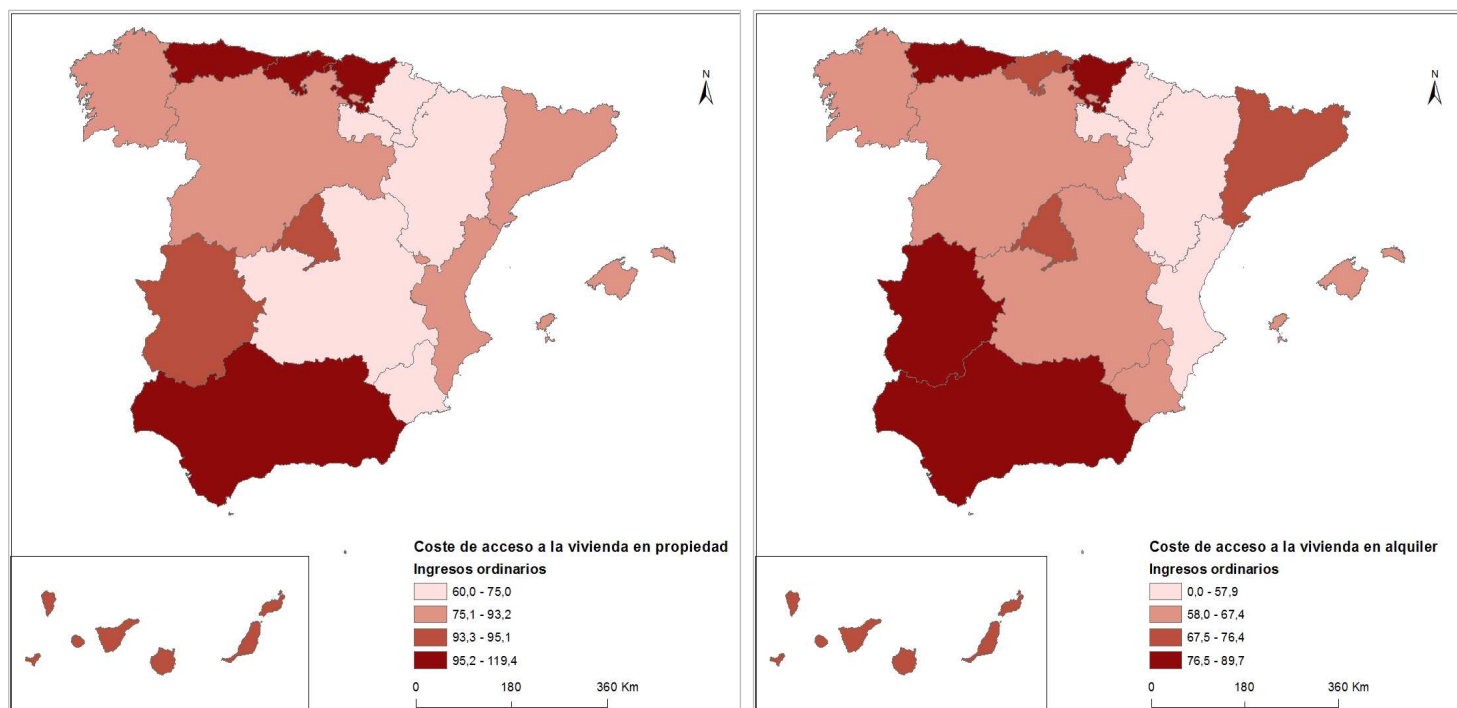 N
Coste de acceso a la vivienda en propiedad
Ingresos ordinarios
60,0 - 75,0
75,1 - 93,2
93,3 - 95,1
95,2 - 119,4
0 180 360 Km
N
Coste de acceso a la vivienda en alquiler
Ingresos ordinarios
0,0 - 57,9
58,0 - 67,4
67,5 - 76,4
76,5 - 89,7
0 180 360 Km